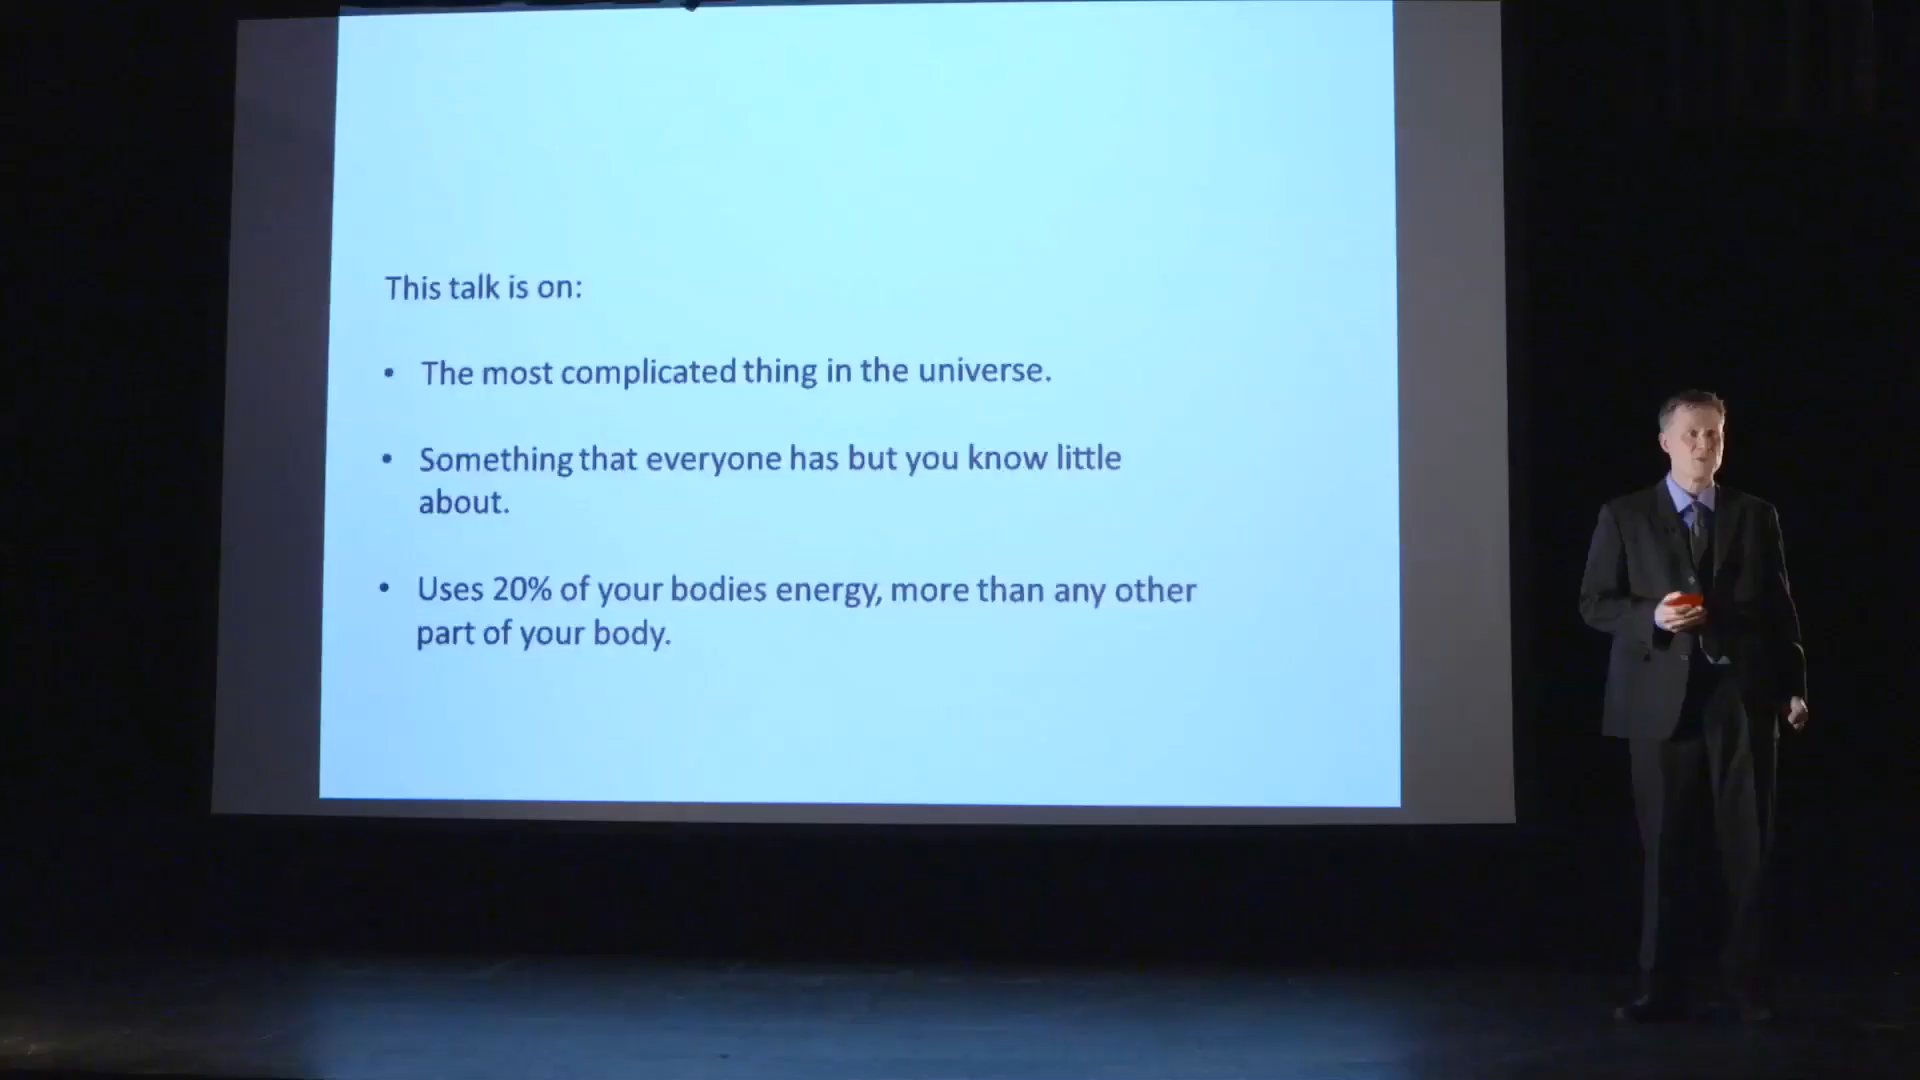 This talk is on:
• The most complicated thing in the universe.
• Something that everyone has but you know little
about.
• Uses 20% of your bodies energy, more than any other
part of your body.